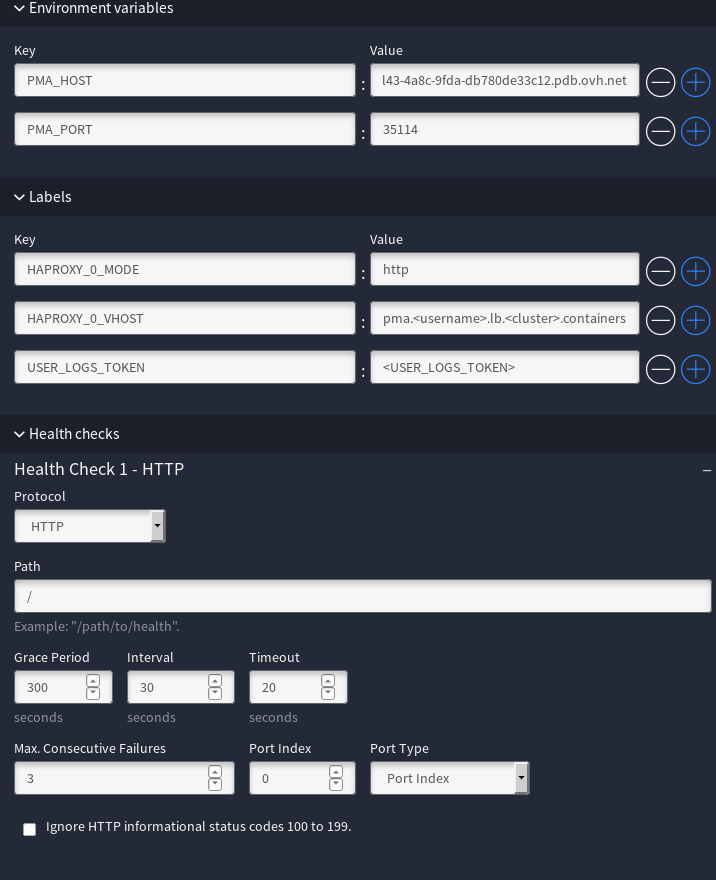 Environment variables
Key Value
PMA_HOST : l43-4a8c-9fda-db780de33c12.pdb.ovh.net
PMA_PORT : 35114
Labels
Key Value
HAPROXY_0_MODE : http
HAPROXY_0_VHOST : pma.<username>.lb.<cluster>.containers
USER_LOGS_TOKEN : <USER_LOGS_TOKEN>
Health checks
Health Check 1 - HTTP
Protocol
HTTP
Path
/
Example: "/path/to/health".
Grace Period Interval Timeout
300 30 20
seconds seconds seconds
Max. Consecutive Failures Port Index Port Type
3 0 Port Index
Ignore HTTP informational status codes 100 to 199.